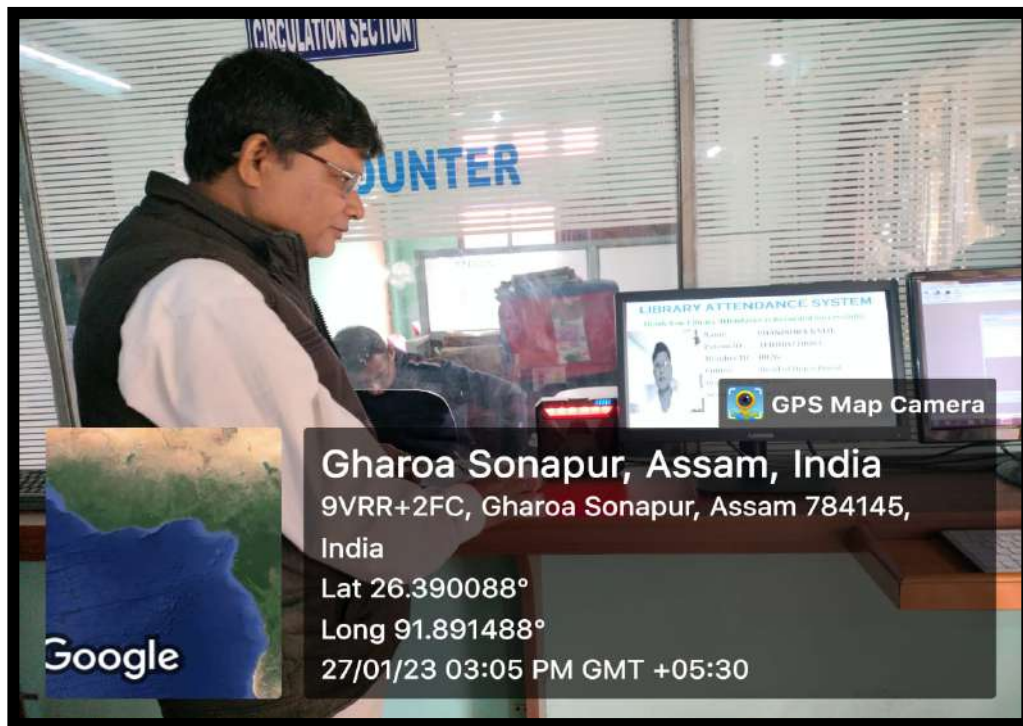 CIRCULATION SECTION
OUNTER
LIBRARY ATTENDANCE SYSTEM
GPS Map Camera
Gharoa Sonapur, Assam, India
9VRR+2FC, Gharoa Sonapur, Assam 784145,
India
Lat 26.390088°
Long 91.891488°
27/01/23 03:05 PM GMT +05:30
Google